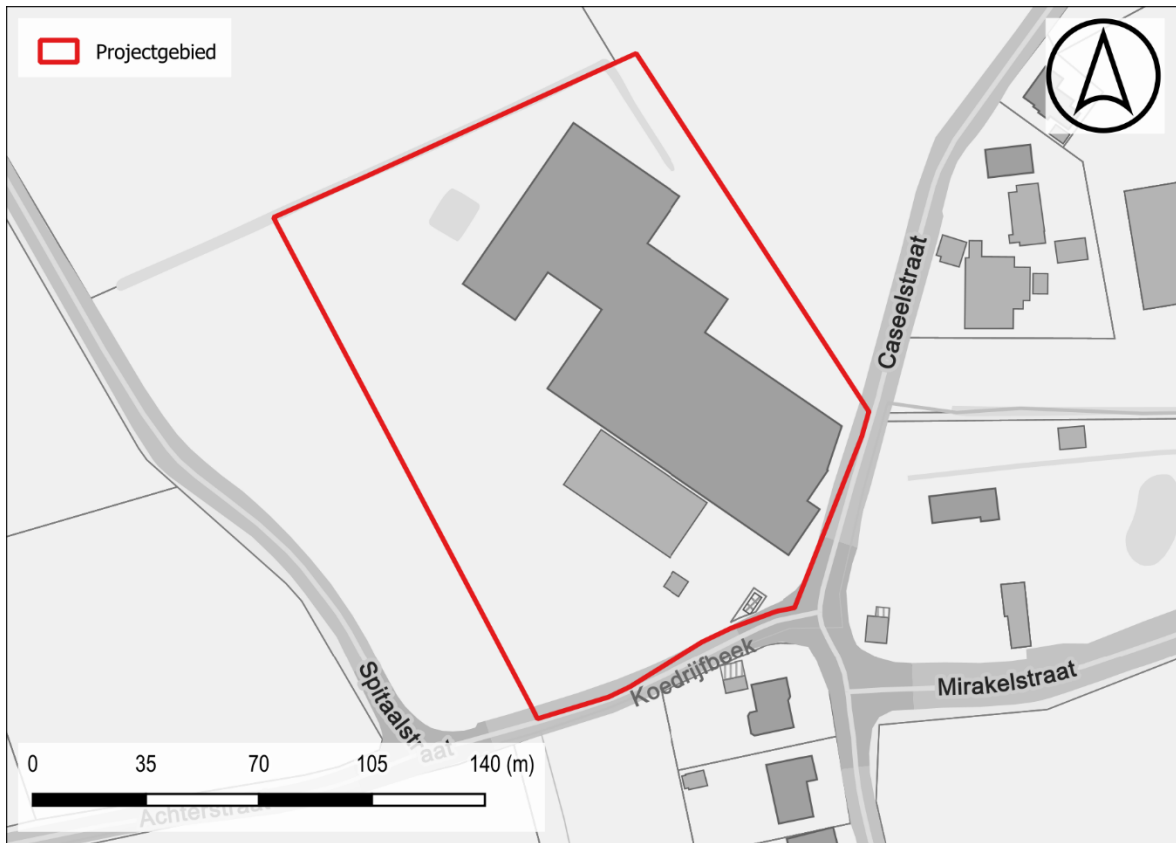 Projectgebied
Caseelstraat
Koedrijfbeek
Mirakelstraat
Spitaalstraat
0 35 70 105 140 (m)
Achterstraat